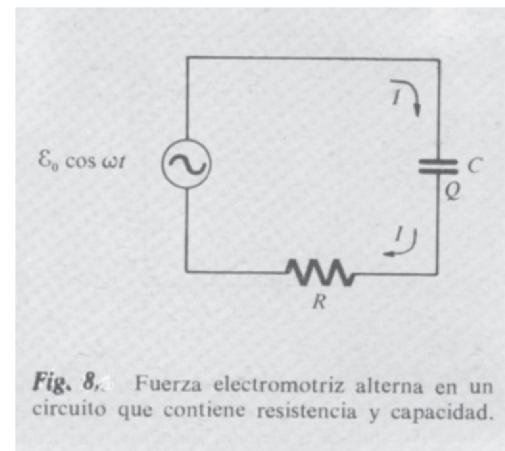 I
ℰ₀ cos ωt
C
Q
I
R
Fig. 8. Fuerza electromotriz alterna en un
circuito que contiene resistencia y capacidad.